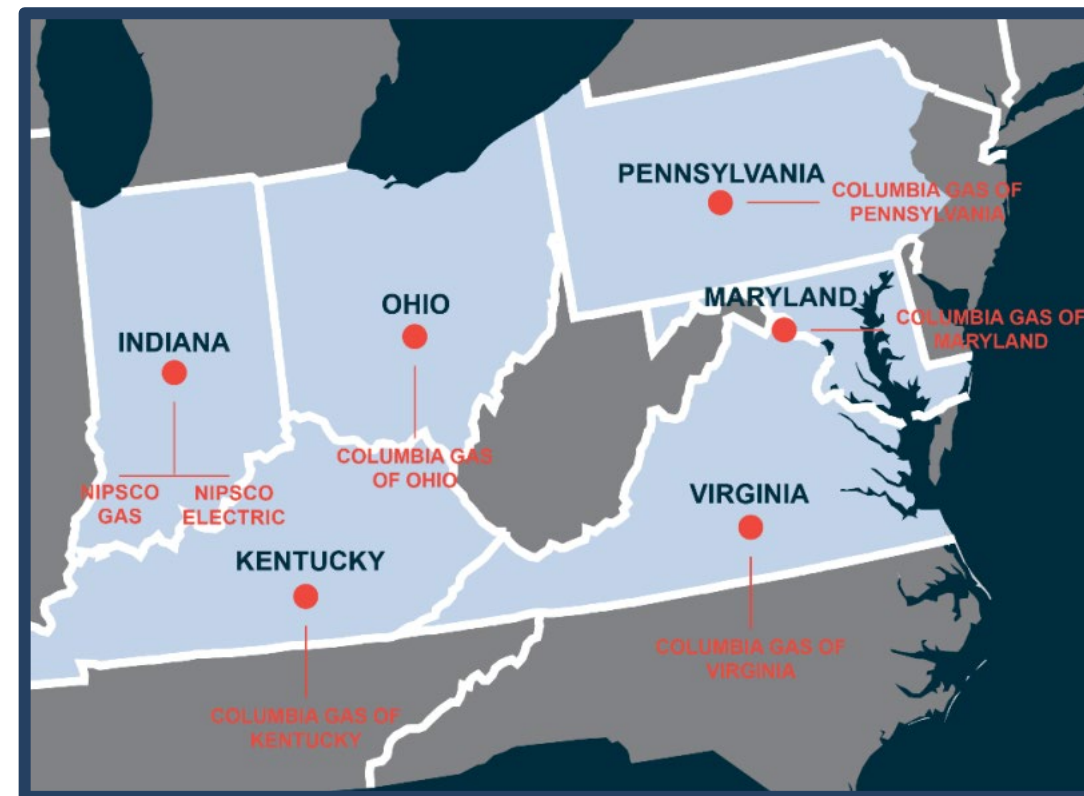 PENNSYLVANIA
COLUMBIA GAS OF
PENNSYLVANIA
OHIO
MARYLAND
COLUMBIA GAS OF
MARYLAND
INDIANA
COLUMBIA GAS
OF OHIO
NIPSCO
GAS
NIPSCO
ELECTRIC
VIRGINIA
KENTUCKY
COLUMBIA GAS OF
VIRGINIA
COLUMBIA GAS OF
KENTUCKY